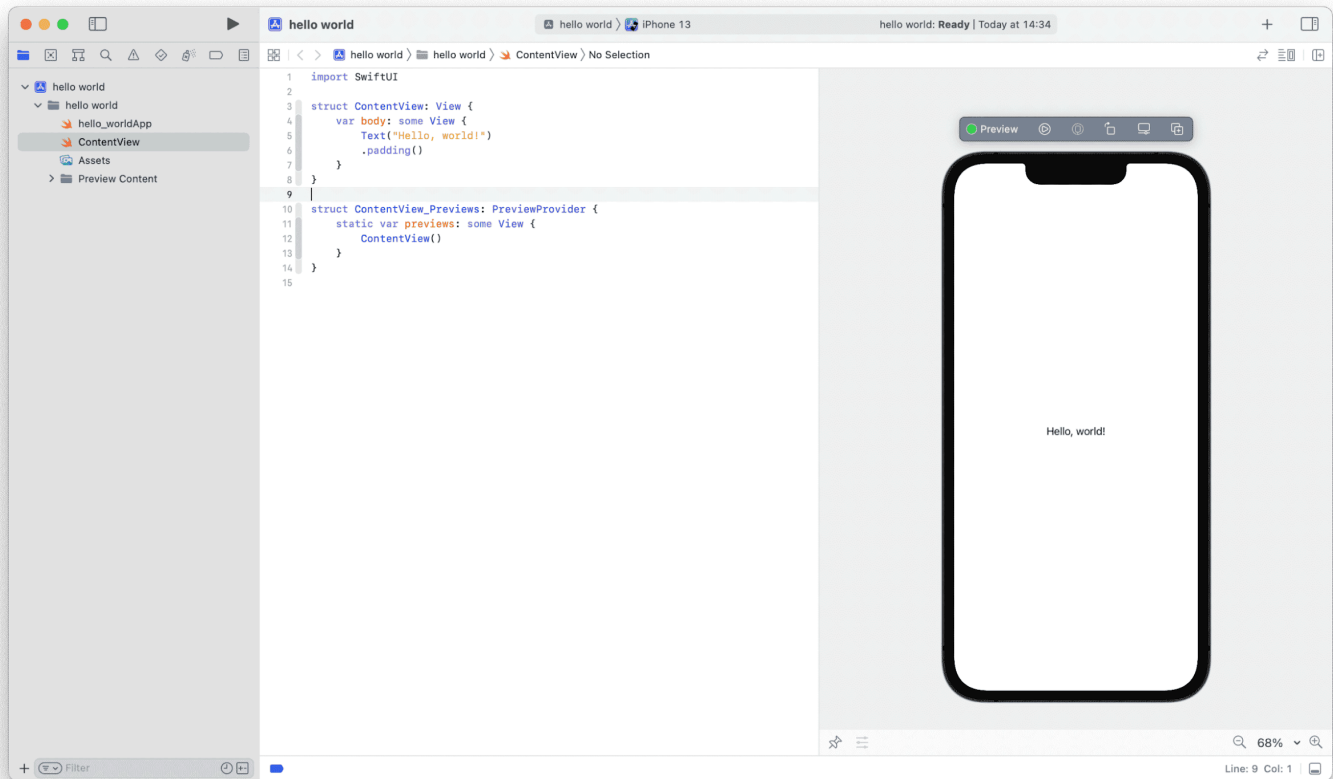 hello world
hello world 〉 iPhone 13
hello world: Ready | Today at 14:34
hello world 〉 hello world 〉 ContentView 〉 No Selection
hello world
hello world
hello_worldApp
ContentView
Assets
Preview Content
1 import SwiftUI
2
3 struct ContentView: View {
4     var body: some View {
5         Text("Hello, world!")
6         .padding()
7     }
8 }
9
10 struct ContentView_Previews: PreviewProvider {
11     static var previews: some View {
12         ContentView()
13     }
14 }
15
Preview
Hello, world!
68%
Filter
Line: 9 Col: 1